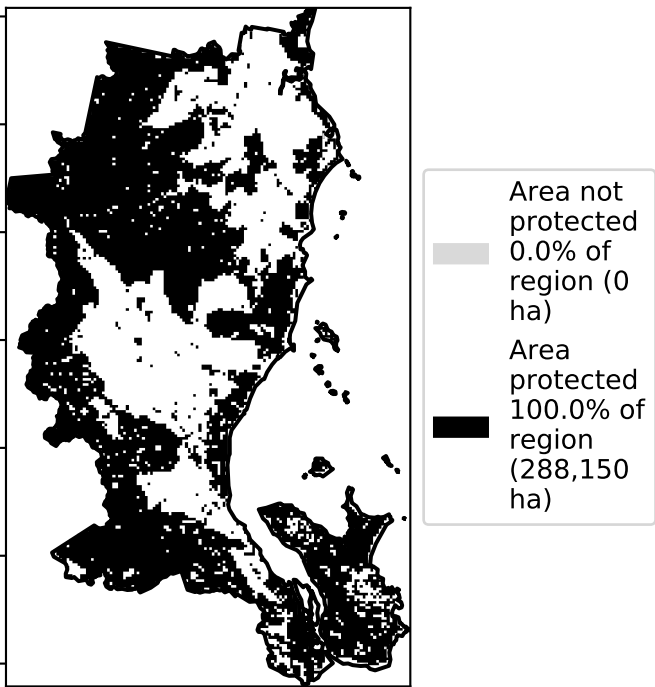 Area not
protected
0.0% of
region (0
ha)
Area
protected
100.0% of
region
(288,150
ha)